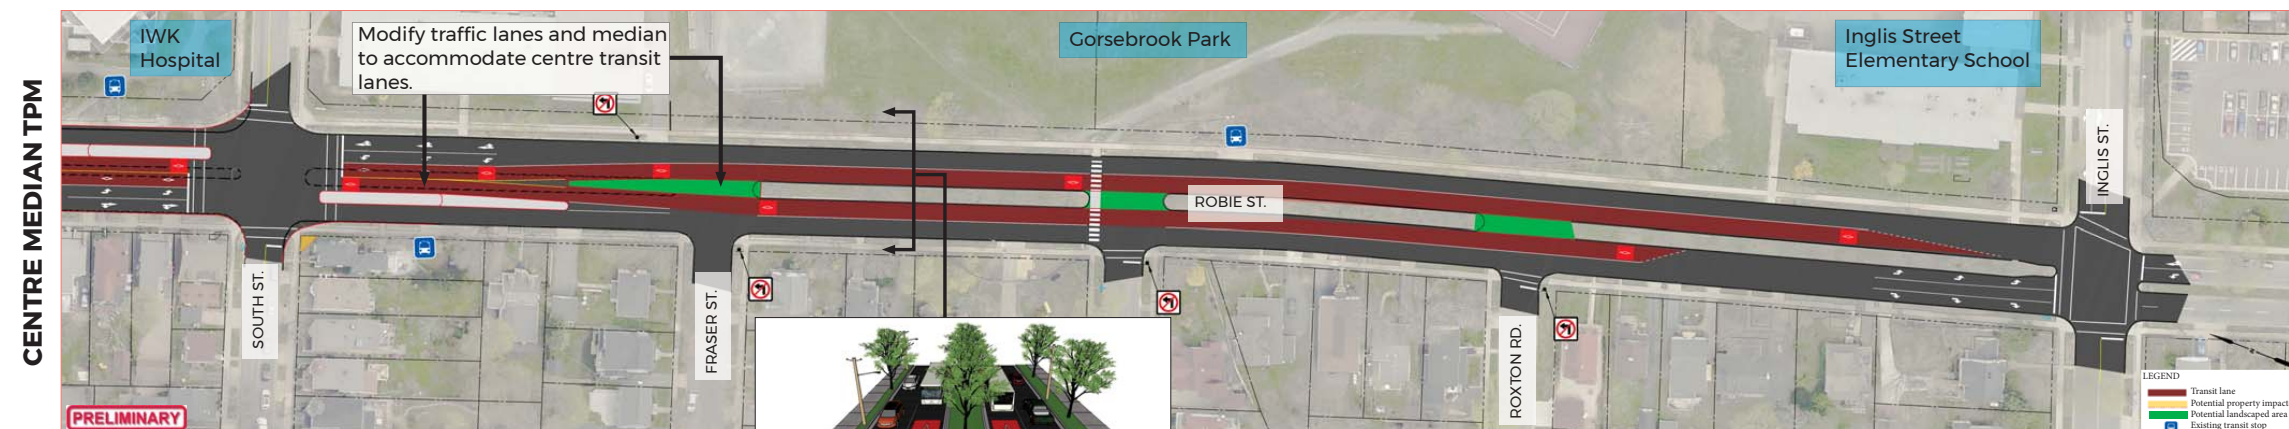 CENTRE MEDIAN TPM
IWK
Hospital
Modify traffic lanes and median
to accommodate centre transit
lanes.
Gorsebrook Park
Inglis Street
Elementary School
INGLIS ST.
ROBIE ST.
SOUTH ST.
FRASER ST.
ROXTON RD.
PRELIMINARY
LEGEND
Transit lane
Potential property impact
Potential landscaped area
Existing transit stop